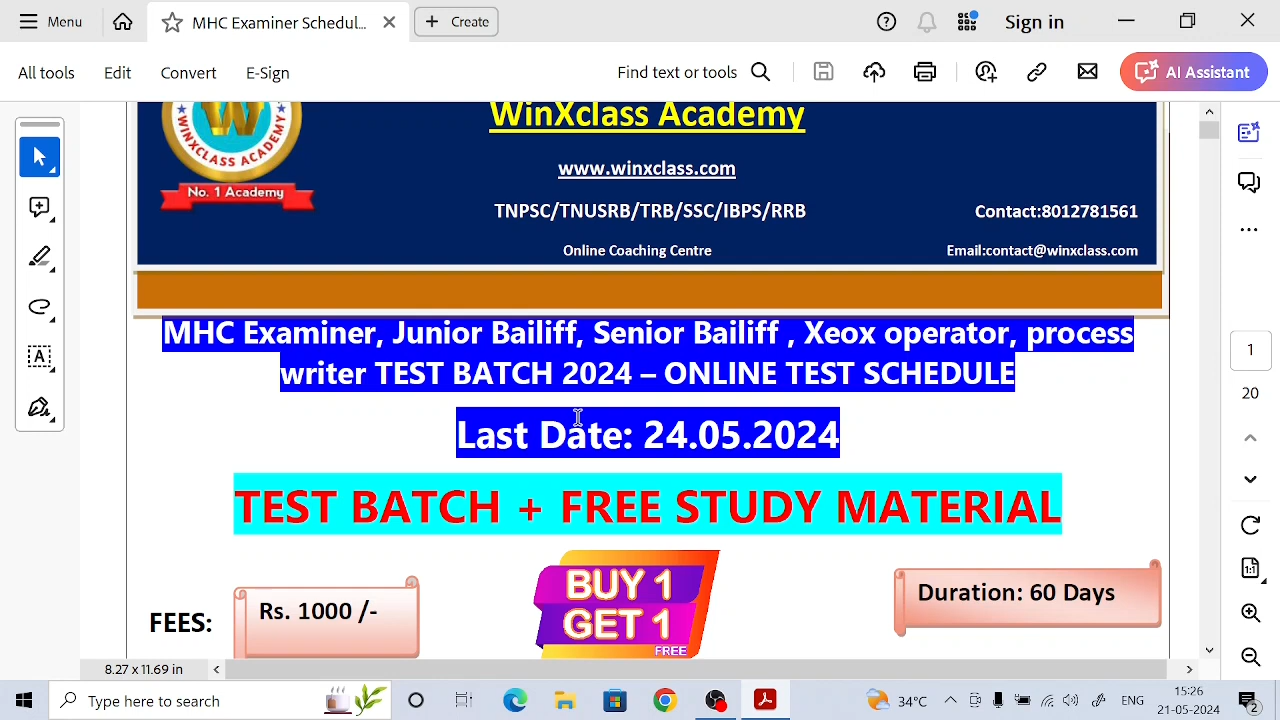 Menu
MHC Examiner Schedul...
Create
Sign in
All tools
Edit
Convert
E-Sign
Find text or tools
AI Assistant
WinXclass Academy
W
WINXCLASS ACADEMY
No. 1 Academy
www.winxclass.com
TNPSC/TNUSRB/TRB/SSC/IBPS/RRB
Contact:8012781561
Online Coaching Centre
Email:contact@winxclass.com
MHC Examiner, Junior Bailiff, Senior Bailiff , Xeox operator, process
writer TEST BATCH 2024 – ONLINE TEST SCHEDULE
Last Date: 24.05.2024
TEST BATCH + FREE STUDY MATERIAL
FEES:
Rs. 1000 /-
BUY 1
GET 1
FREE
Duration: 60 Days
1
20
1:1
8.27 x 11.69 in
Type here to search
34°C
ENG
15:26
21-05-2024
2